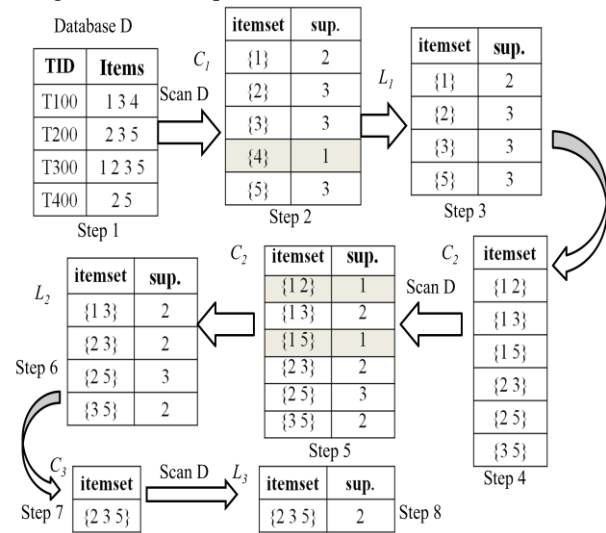 Database D
TID Items
T100 1 3 4
T200 2 3 5
T300 1 2 3 5
T400 2 5
Step 1
Scan D
C1
itemset sup.
{1} 2
{2} 3
{3} 3
{4} 1
{5} 3
Step 2
L1
itemset sup.
{1} 2
{2} 3
{3} 3
{5} 3
Step 3
C2
itemset
{1 2}
{1 3}
{1 5}
{2 3}
{2 5}
{3 5}
Step 4
Scan D
C2
itemset sup.
{1 2} 1
{1 3} 2
{1 5} 1
{2 3} 2
{2 5} 3
{3 5} 2
Step 5
L2
itemset sup.
{1 3} 2
{2 3} 2
{2 5} 3
{3 5} 2
Step 6
C3
itemset
{2 3 5}
Step 7
Scan D
L3
itemset sup.
{2 3 5} 2
Step 8